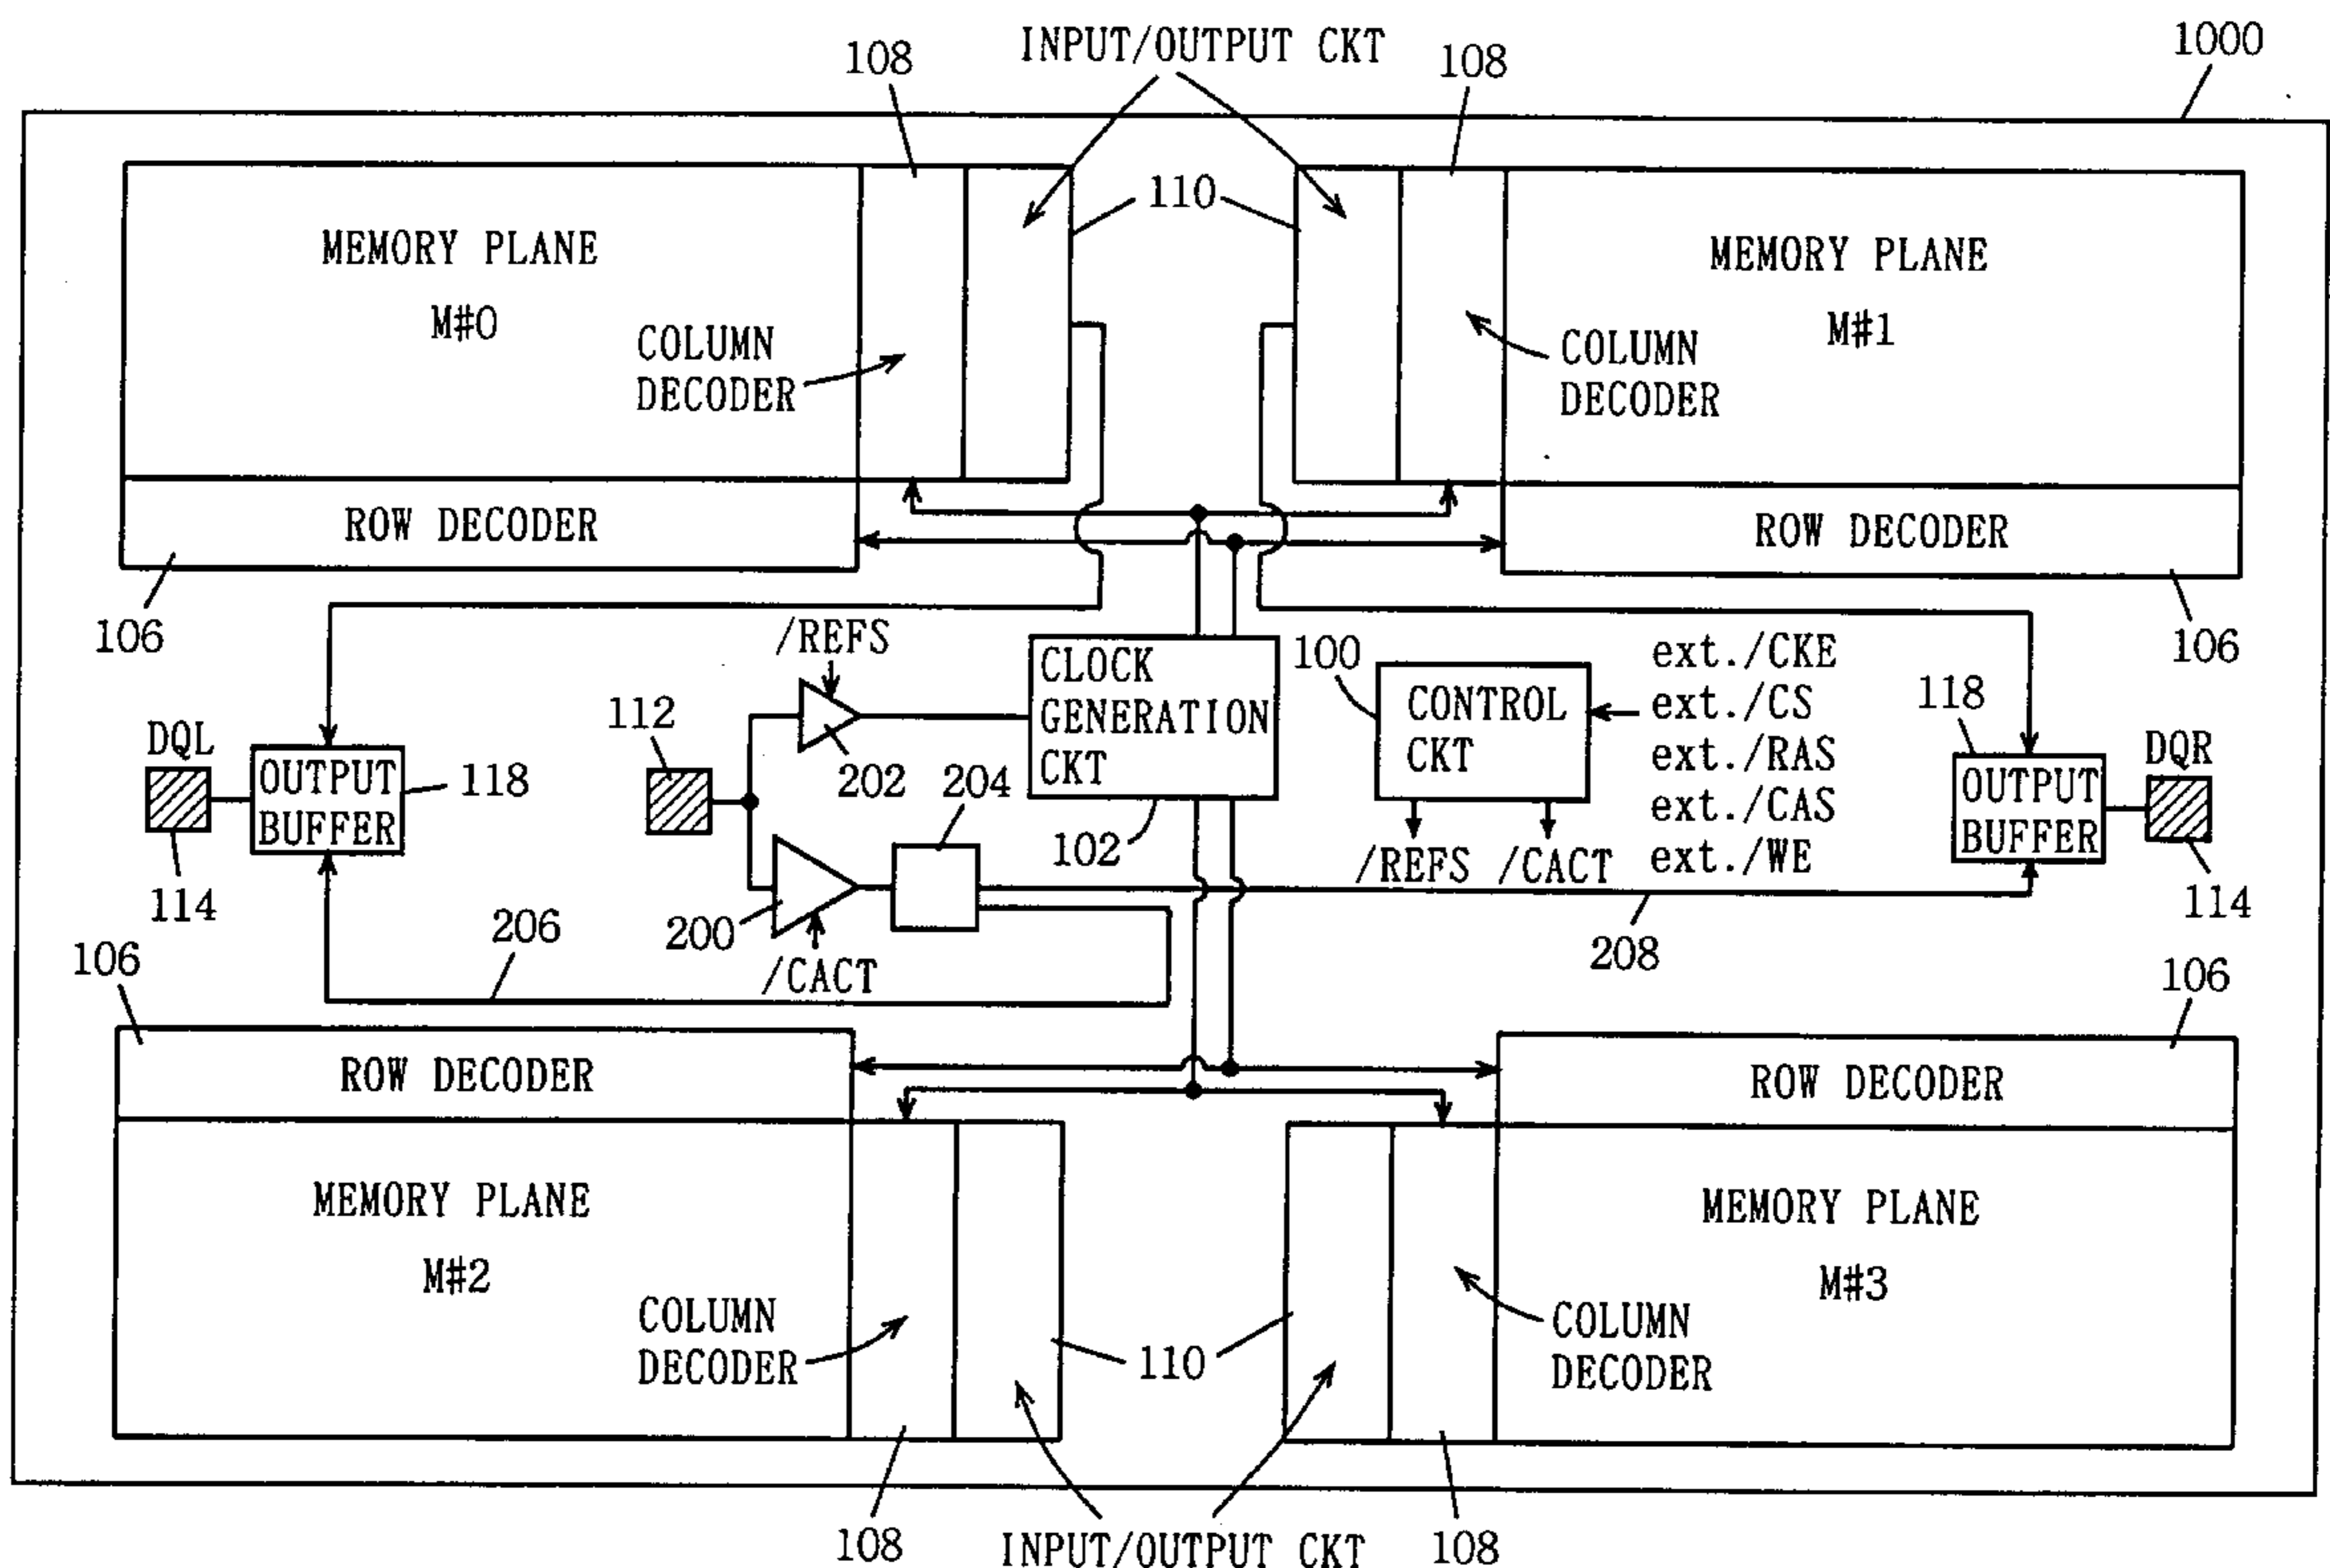 INPUT/OUTPUT CKT
1000
108
108
110
MEMORY PLANE
M#0
MEMORY PLANE
M#1
COLUMN
DECODER
COLUMN
DECODER
ROW DECODER
ROW DECODER
106
106
/REFS
CLOCK
GENERATION
CKT
100
CONTROL
CKT
ext./CKE
ext./CS
ext./RAS
ext./CAS
ext./WE
112
202
204
102
/REFS
/CACT
DQL
OUTPUT
BUFFER
118
114
118
OUTPUT
BUFFER
DQR
114
200
/CACT
206
208
106
106
ROW DECODER
ROW DECODER
MEMORY PLANE
M#2
MEMORY PLANE
M#3
COLUMN
DECODER
110
COLUMN
DECODER
108
INPUT/OUTPUT CKT
108